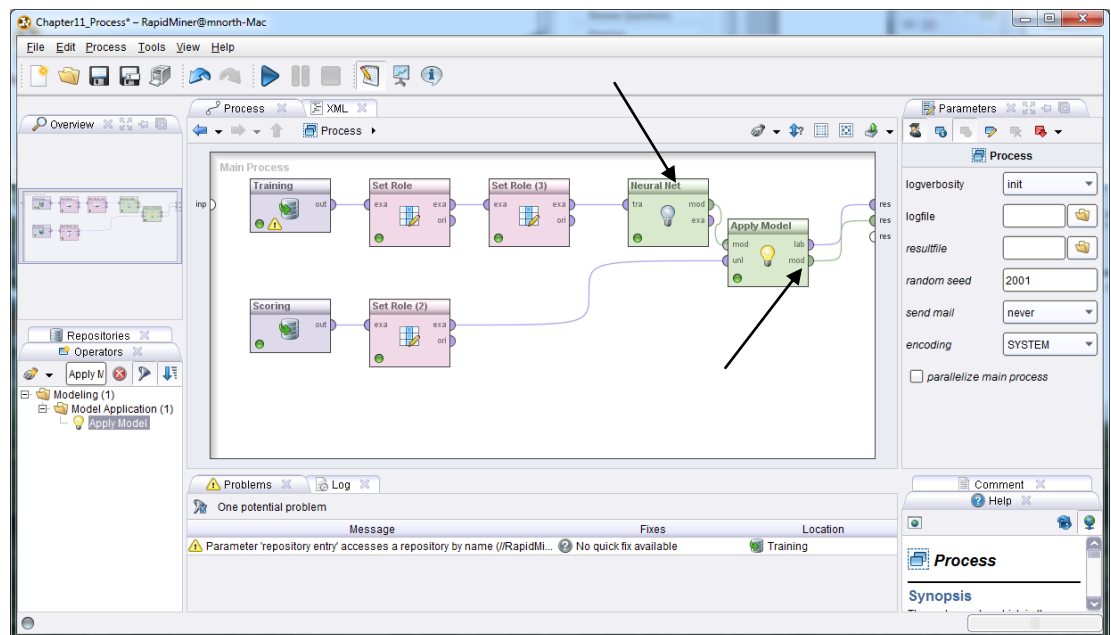 Chapter11_Process* – RapidMiner@mnorth-Mac
File Edit Process Tools View Help
Overview
Process
XML
Parameters
Process
Main Process
inp
Training
out
Set Role
exa exa
ori
Set Role (3)
exa exa
ori
Neural Net
tra mod
exa
Apply Model
mod lab
unl mod
res
res
res
Scoring
out
Set Role (2)
exa exa
ori
Process
logverbosity init
logfile
resultfile
random seed 2001
send mail never
encoding SYSTEM
parallelize main process
Repositories
Operators
Apply M
Modeling (1)
Model Application (1)
Apply Model
Problems
Log
One potential problem
Message Fixes Location
Parameter 'repository entry' accesses a repository by name (//RapidMi... No quick fix available Training
Comment
Help
Process
Synopsis